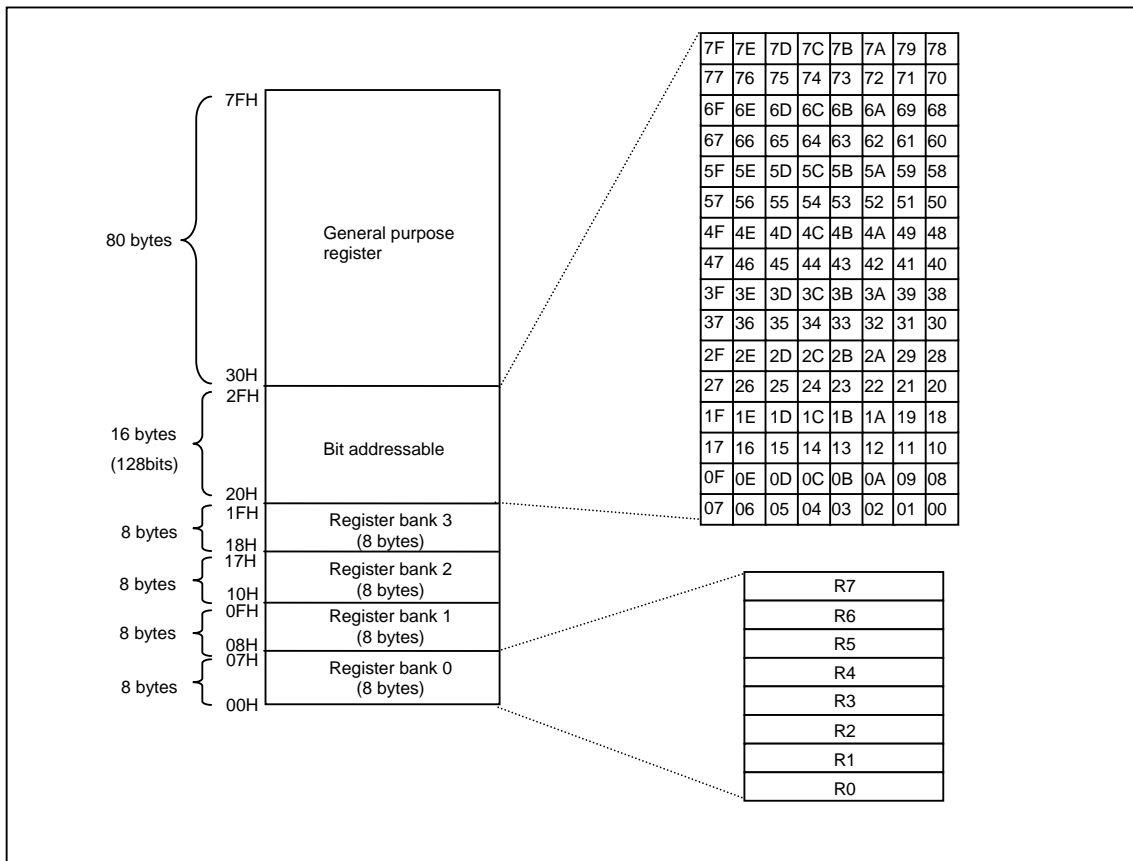 7FH
80 bytes
General purpose
register
30H
2FH
16 bytes
(128bits)
Bit addressable
20H
1FH
8 bytes
Register bank 3
(8 bytes)
18H
17H
8 bytes
Register bank 2
(8 bytes)
10H
0FH
8 bytes
Register bank 1
(8 bytes)
08H
07H
8 bytes
Register bank 0
(8 bytes)
00H
7F 7E 7D 7C 7B 7A 79 78
77 76 75 74 73 72 71 70
6F 6E 6D 6C 6B 6A 69 68
67 66 65 64 63 62 61 60
5F 5E 5D 5C 5B 5A 59 58
57 56 55 54 53 52 51 50
4F 4E 4D 4C 4B 4A 49 48
47 46 45 44 43 42 41 40
3F 3E 3D 3C 3B 3A 39 38
37 36 35 34 33 32 31 30
2F 2E 2D 2C 2B 2A 29 28
27 26 25 24 23 22 21 20
1F 1E 1D 1C 1B 1A 19 18
17 16 15 14 13 12 11 10
0F 0E 0D 0C 0B 0A 09 08
07 06 05 04 03 02 01 00
R7
R6
R5
R4
R3
R2
R1
R0